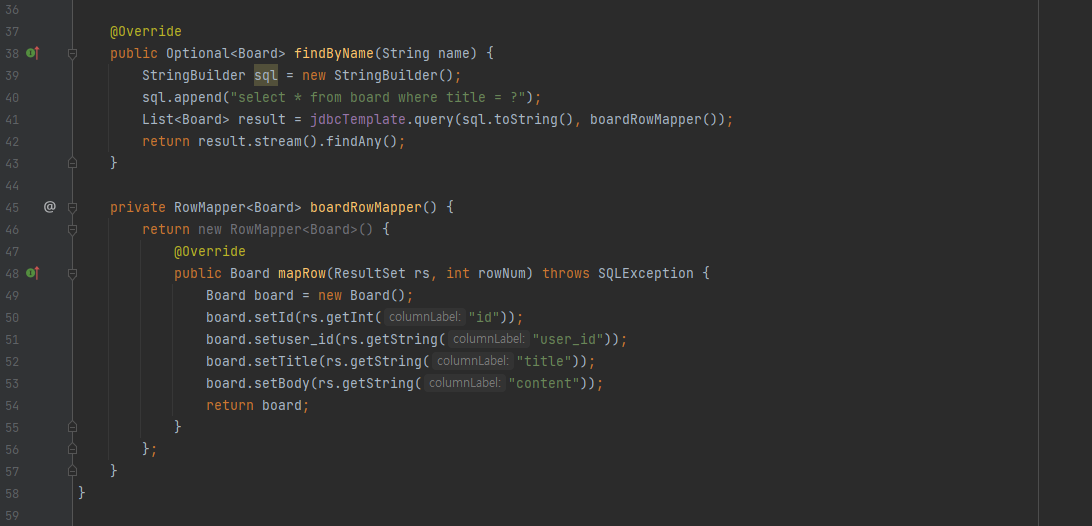 36
37 @Override
38 public Optional<Board> findByName(String name) {
39 StringBuilder sql = new StringBuilder();
40 sql.append("select * from board where title = ?");
41 List<Board> result = jdbcTemplate.query(sql.toString(), boardRowMapper());
42 return result.stream().findAny();
43 }
44
45 @ private RowMapper<Board> boardRowMapper() {
46 return new RowMapper<Board>() {
47 @Override
48 public Board mapRow(ResultSet rs, int rowNum) throws SQLException {
49 Board board = new Board();
50 board.setId(rs.getInt( columnLabel: "id"));
51 board.setuser_id(rs.getString( columnLabel: "user_id"));
52 board.setTitle(rs.getString( columnLabel: "title"));
53 board.setBody(rs.getString( columnLabel: "content"));
54 return board;
55 }
56 };
57 }
58 }
59